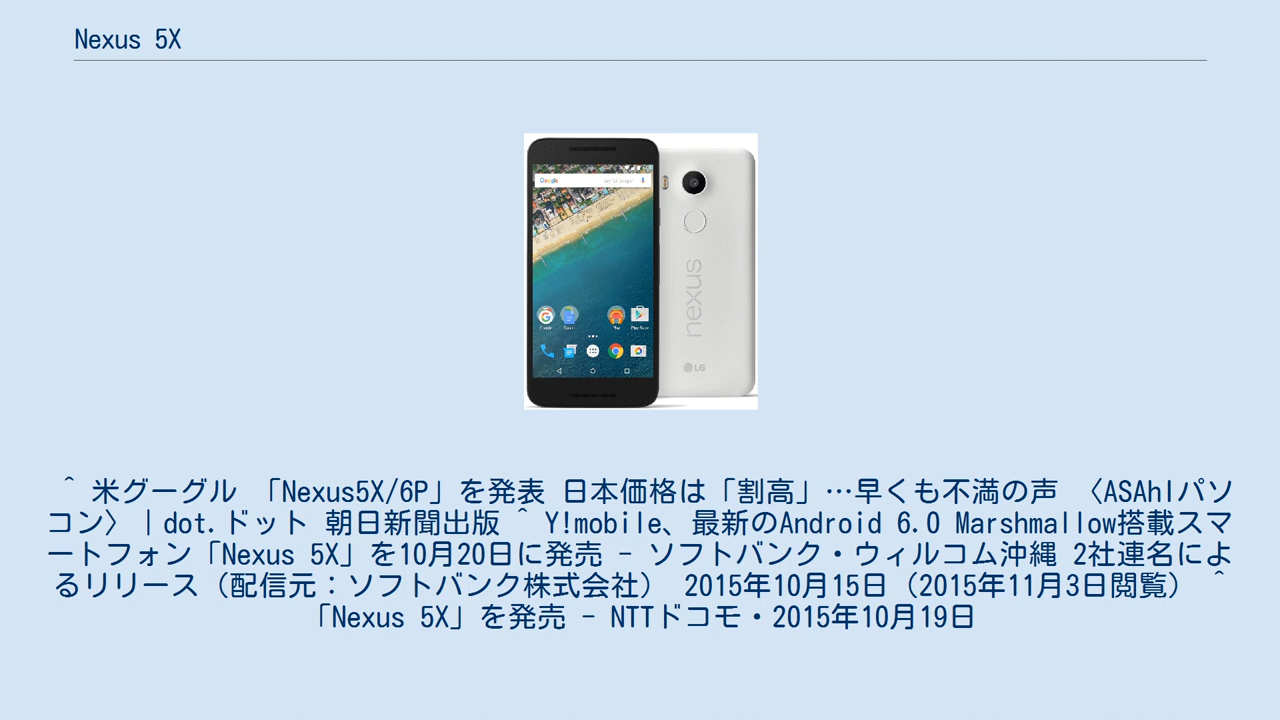 Nexus 5X
Google
nexus
LG
^ 米グーグル 「Nexus5X/6P」を発表 日本価格は「割高」…早くも不満の声 〈ASAhIパソ
コン〉｜dot.ドット 朝日新聞出版 ^ Y!mobile、最新のAndroid 6.0 Marshmallow搭載スマ
ートフォン「Nexus 5X」を10月20日に発売 - ソフトバンク・ウィルコム沖縄 2社連名によ
るリリース（配信元：ソフトバンク株式会社） 2015年10月15日（2015年11月3日閲覧） ^
「Nexus 5X」を発売 - NTTドコモ・2015年10月19日